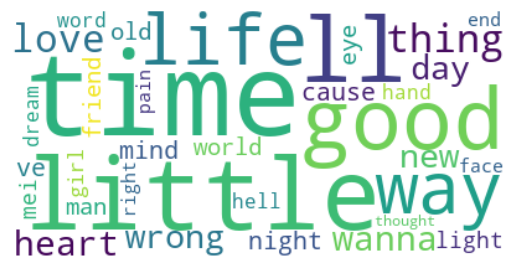 word
end
love
old
life
ll
eye
thing
time
day
dream
friend
pain
cause
hand
good
mind
world
new
face
ve
girl
right
little
way
mei
man
hell
thought
heart
wrong
night
wanna
light